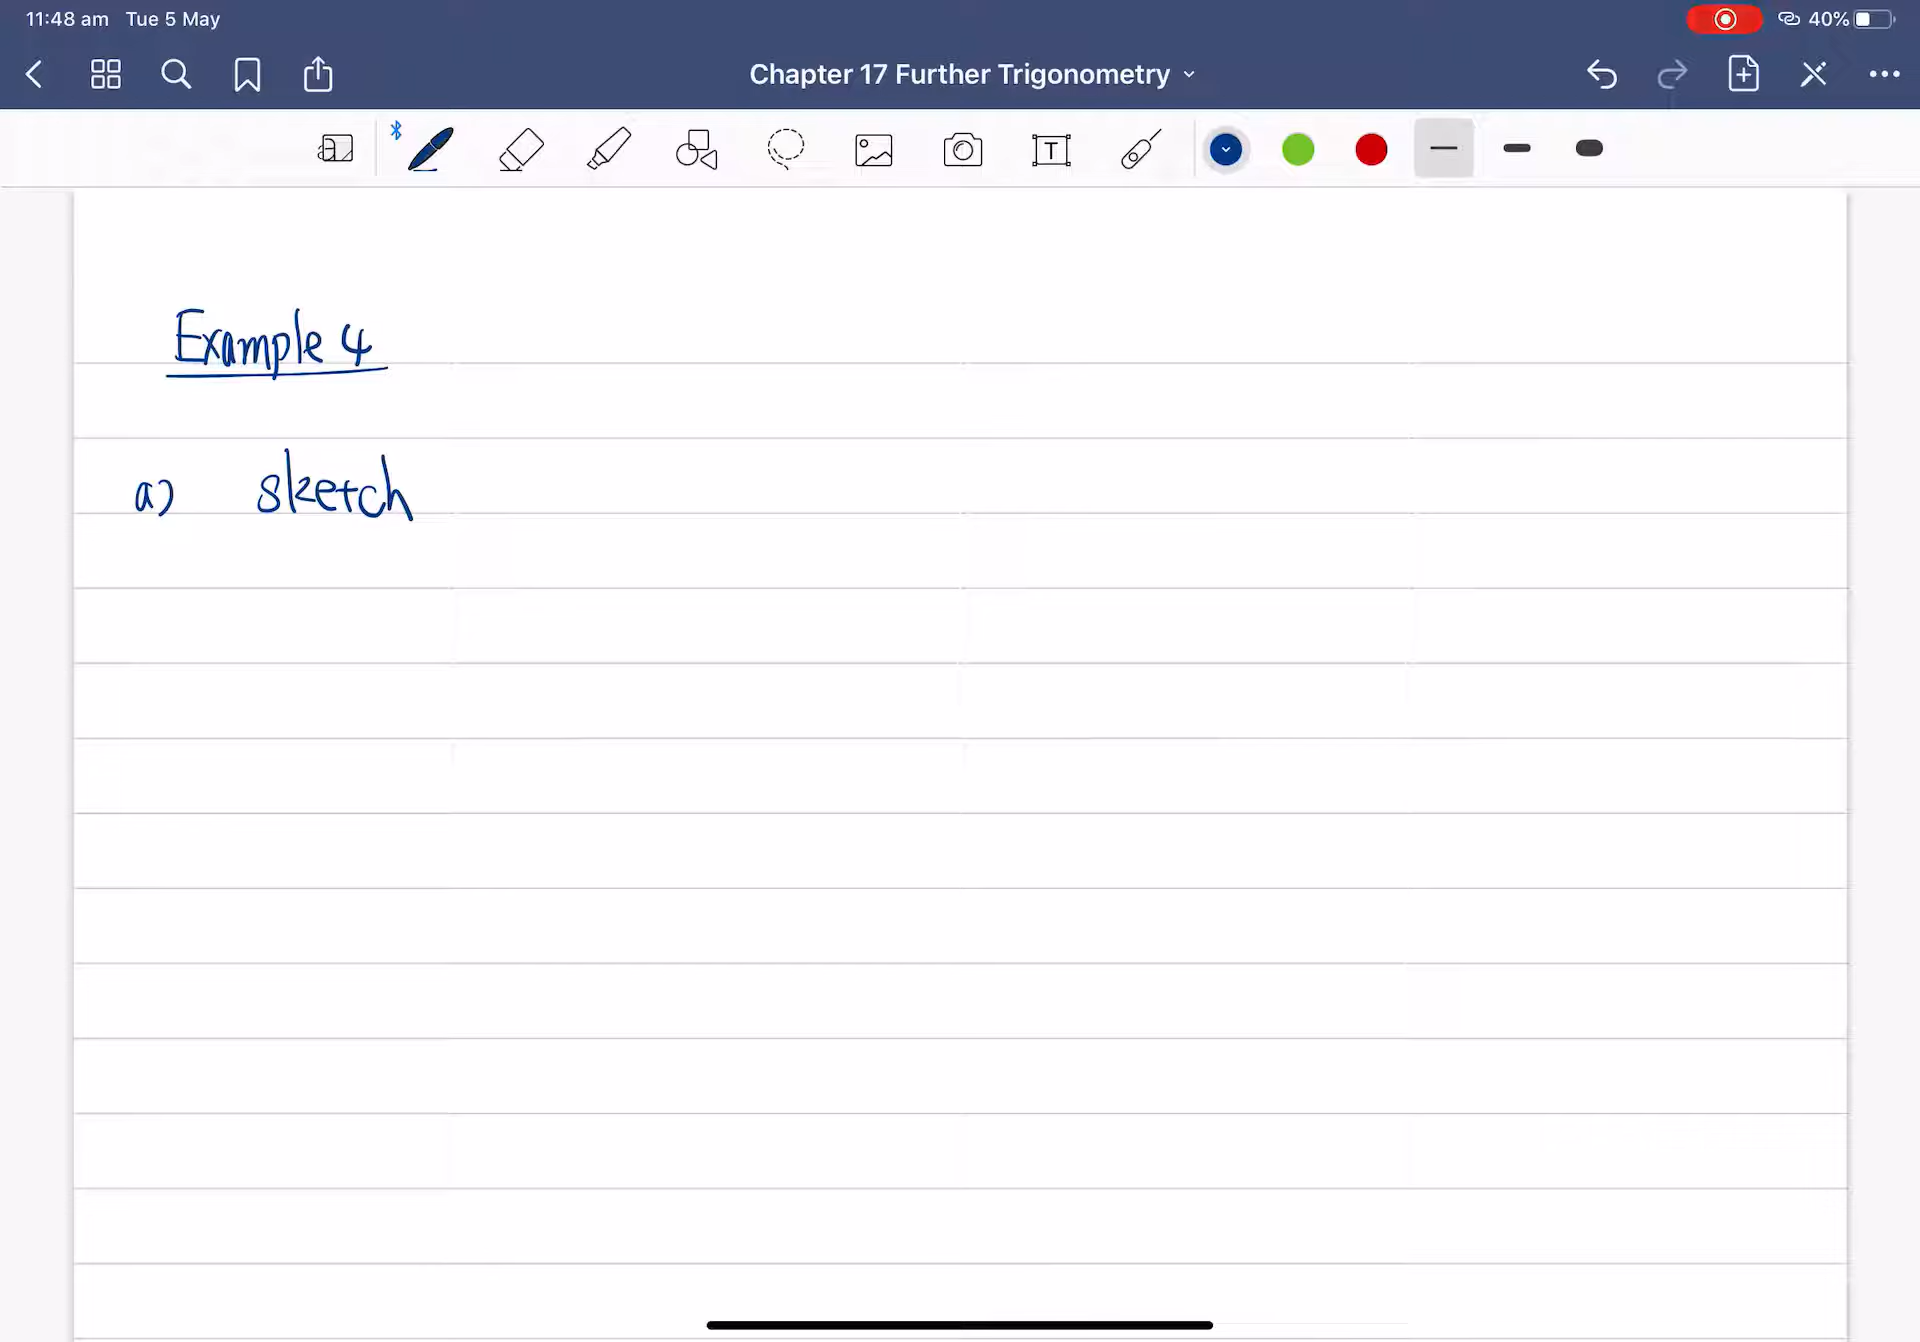 11:48 am Tue 5 May
40%
Chapter 17 Further Trigonometry
Example 4
a) sketch